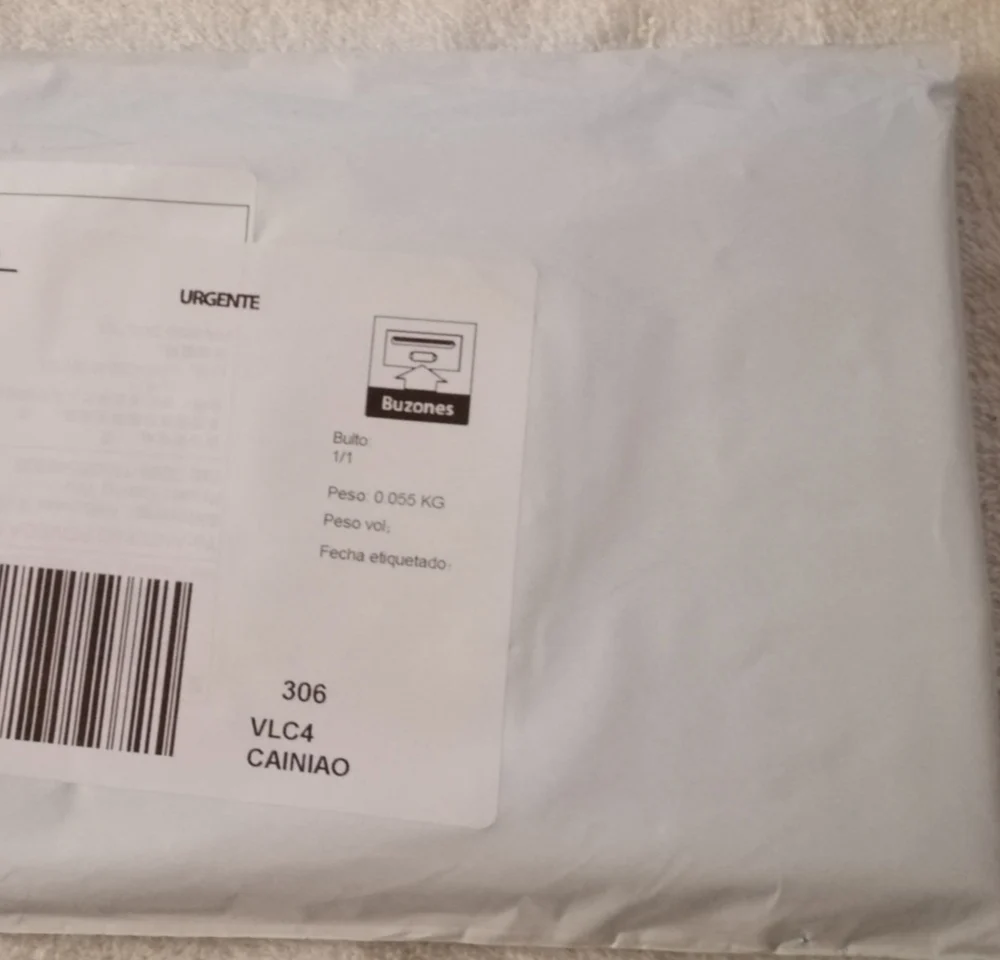 URGENTE
Buzones
Bulto:
1/1
Peso: 0.055 KG
Peso vol:
Fecha etiquetado:
306
VLC4
CAINIAO